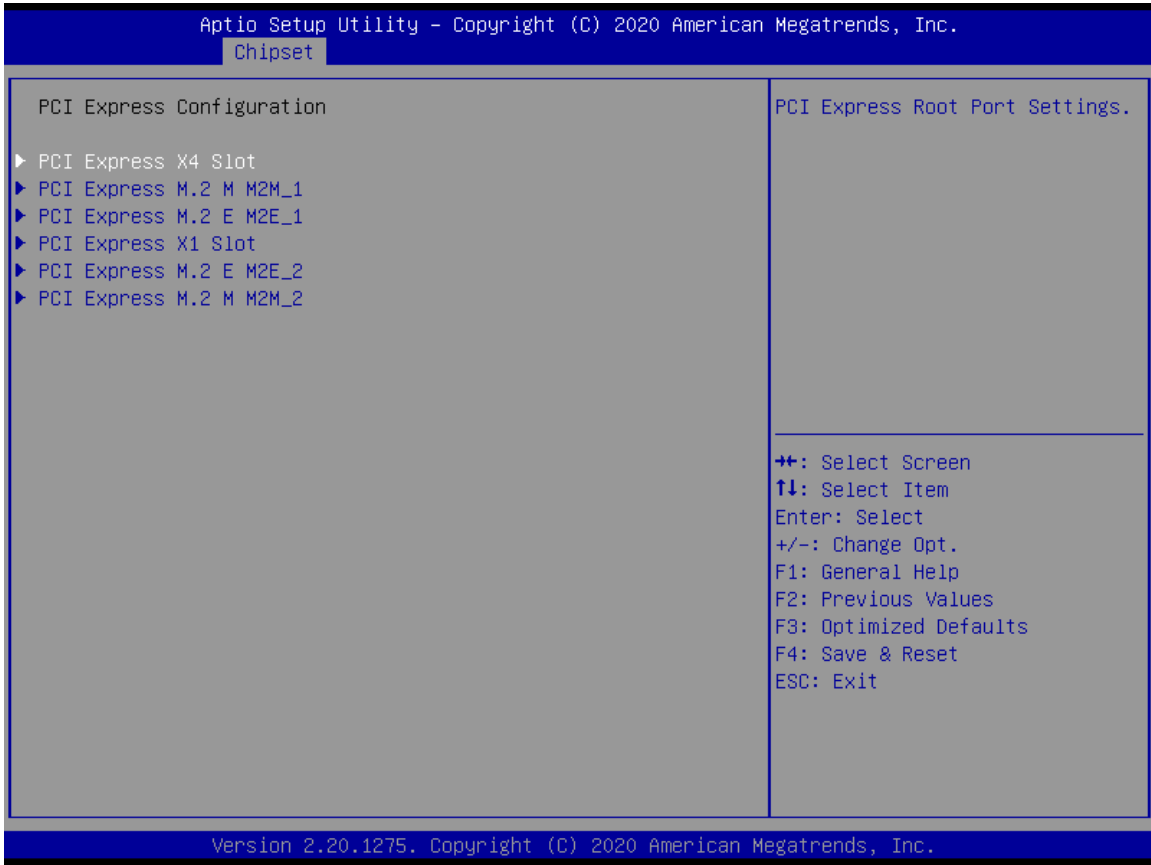 Aptio Setup Utility – Copyright (C) 2020 American Megatrends, Inc.
Chipset
PCI Express Configuration
PCI Express X4 Slot
PCI Express M.2 M M2M_1
PCI Express M.2 E M2E_1
PCI Express X1 Slot
PCI Express M.2 E M2E_2
PCI Express M.2 M M2M_2
PCI Express Root Port Settings.
→←: Select Screen
↑↓: Select Item
Enter: Select
+/-: Change Opt.
F1: General Help
F2: Previous Values
F3: Optimized Defaults
F4: Save & Reset
ESC: Exit
Version 2.20.1275. Copyright (C) 2020 American Megatrends, Inc.